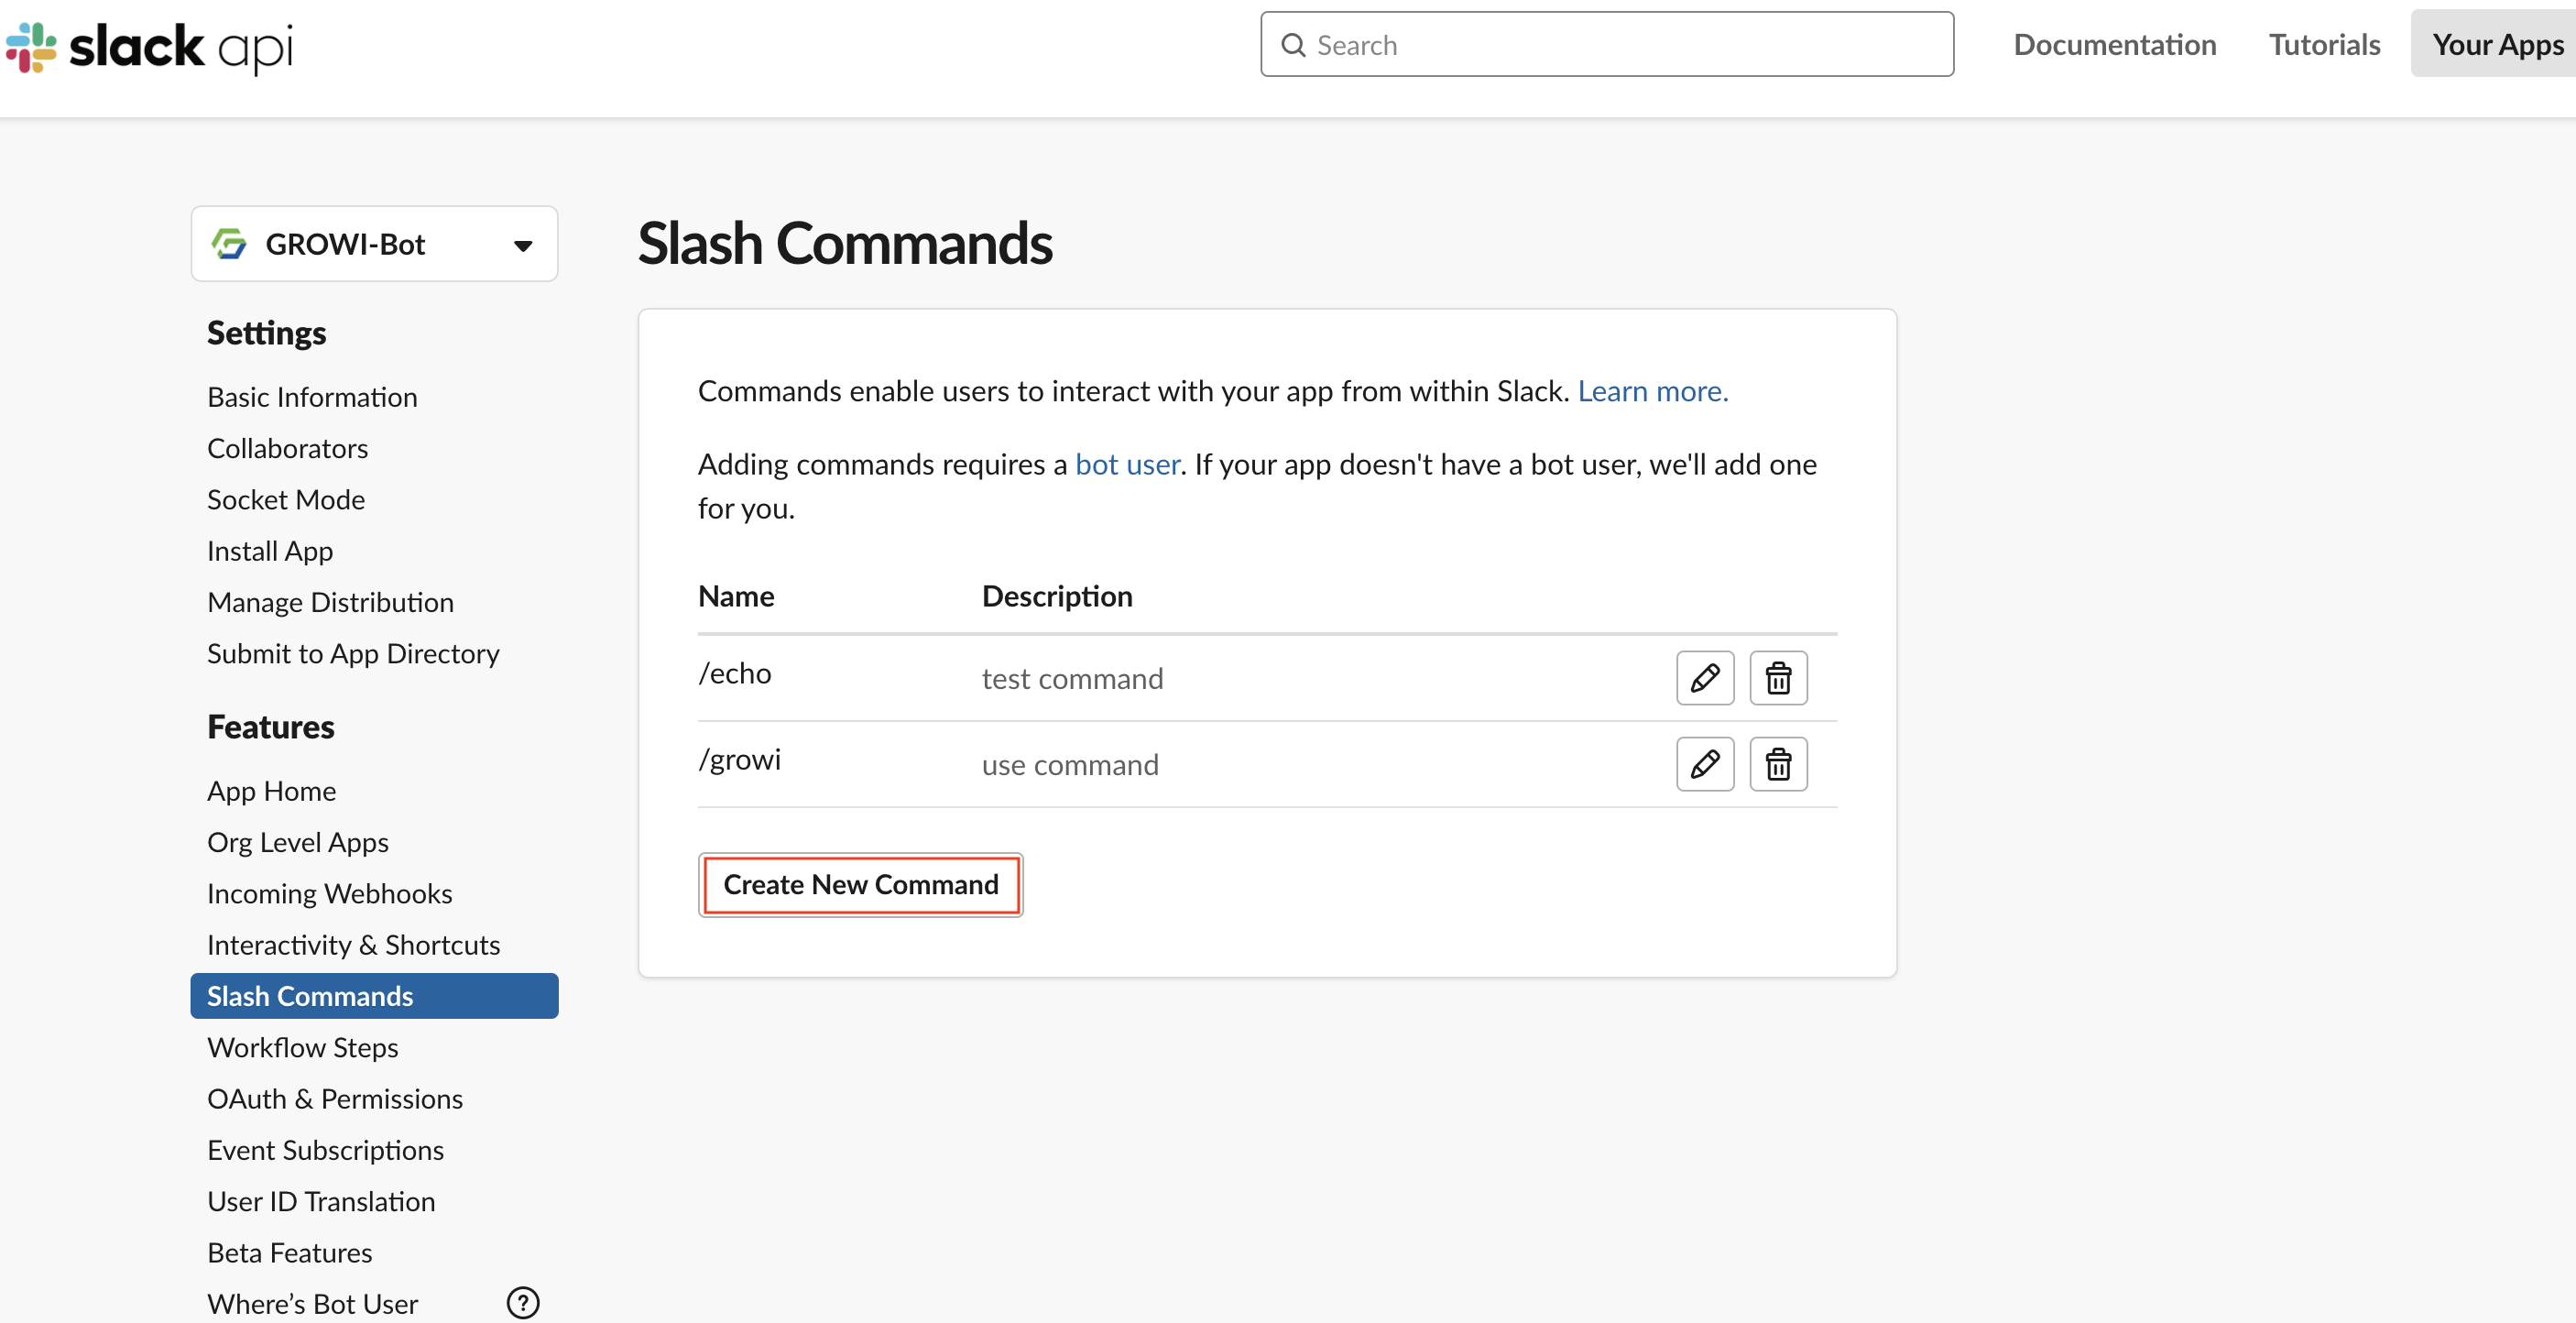 slack api
Search
Documentation
Tutorials
Your Apps
GROWI-Bot
Settings
Basic Information
Collaborators
Socket Mode
Install App
Manage Distribution
Submit to App Directory
Features
App Home
Org Level Apps
Incoming Webhooks
Interactivity & Shortcuts
Slash Commands
Workflow Steps
OAuth & Permissions
Event Subscriptions
User ID Translation
Beta Features
Where’s Bot User ?
Slash Commands
Commands enable users to interact with your app from within Slack. Learn more.
Adding commands requires a bot user. If your app doesn't have a bot user, we'll add one
for you.
Name Description
/echo test command
/growi use command
Create New Command